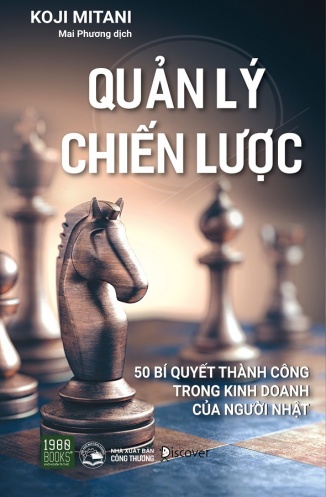 KOJI MITANI
Mai Phương dịch
QUẢN LÝ
CHIẾN LƯỢC
50 BÍ QUYẾT THÀNH CÔNG
TRONG KINH DOANH
CỦA NGƯỜI NHẬT
1980
BOOKS
NHÀ XUẤT BẢN
CÔNG THƯƠNG
Discover